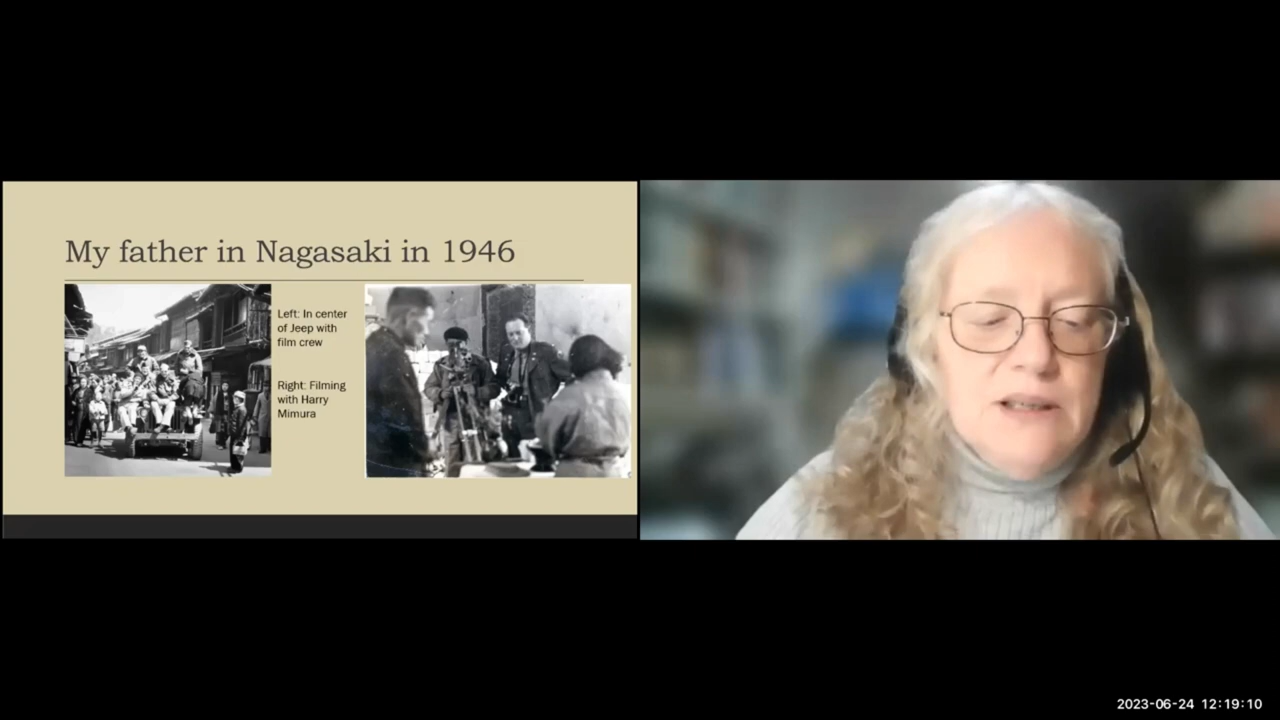 My father in Nagasaki in 1946
Left: In center
of Jeep with
film crew
Right: Filming
with Harry
Mimura
2023-06-24 12:19:10